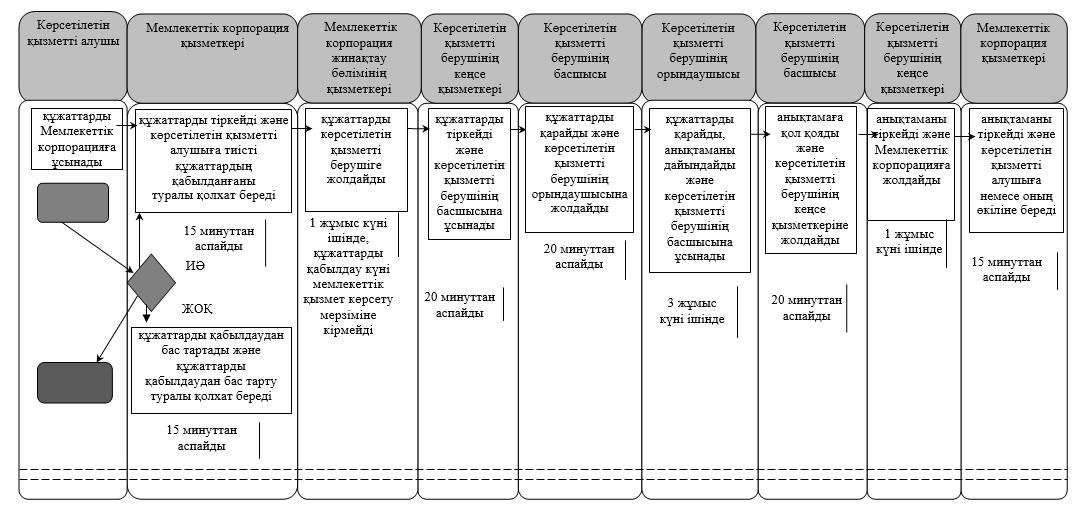 Көрсетілетін
қызметті алушы
Мемлекеттік корпорация
қызметкері
Мемлекеттік
корпорация
жинақтау
бөлімінің
қызметкері
Көрсетілетін
қызметті
берушінің
кеңсе
қызметкері
Көрсетілетін
қызметті
берушінің
басшысы
Көрсетілетін
қызметті
берушінің
орындаушысы
Көрсетілетін
қызметті
берушінің
басшысы
Көрсетілетін
қызметті
берушінің
кеңсе
қызметкері
Мемлекеттік
корпорация
қызметкері
құжаттарды
Мемлекеттік
корпорацияға
ұсынады
құжаттарды тіркейді және
көрсетілетін қызметті
алушыға тиісті
құжаттардың
қабылданғаны
туралы қолхат береді
15 минуттан
аспайды
ИӘ
ЖОҚ
құжаттарды қабылдаудан
бас тартады және
құжаттарды
қабылдаудан бас тарту
туралы қолхат береді
15 минуттан
аспайды
құжаттарды
көрсетілетін
қызметті
берушіге
жолдайды
1 жұмыс күні
ішінде,
құжаттарды
қабылдау күні
мемлекеттік
қызмет көрсету
мерзіміне
кірмейді
құжаттарды
тіркейді
және
көрсетілетін
қызметті
берушінің
басшысына
ұсынады
20 минуттан
аспайды
құжаттарды
қарайды және
көрсетілетін
қызметті
берушінің
орындаушысына
жолдайды
20 минуттан
аспайды
құжаттарды
қарайды,
анықтаманы
дайындайды
және
көрсетілетін
қызметті
берушінің
басшысына
ұсынады
3 жұмыс
күні ішінде
анықтамаға
қол қояды
және
көрсетілетін
қызметті
берушінің
кеңсе
қызметкеріне
жолдайды
20 минуттан
аспайды
анықтаманы
тіркейді және
Мемлекеттік
корпорацияға
жолдайды
1 жұмыс
күні ішінде
анықтаманы
тіркейді және
көрсетілетін
қызметті
алушыға
немесе оның
өкіліне береді
15 минуттан
аспайды